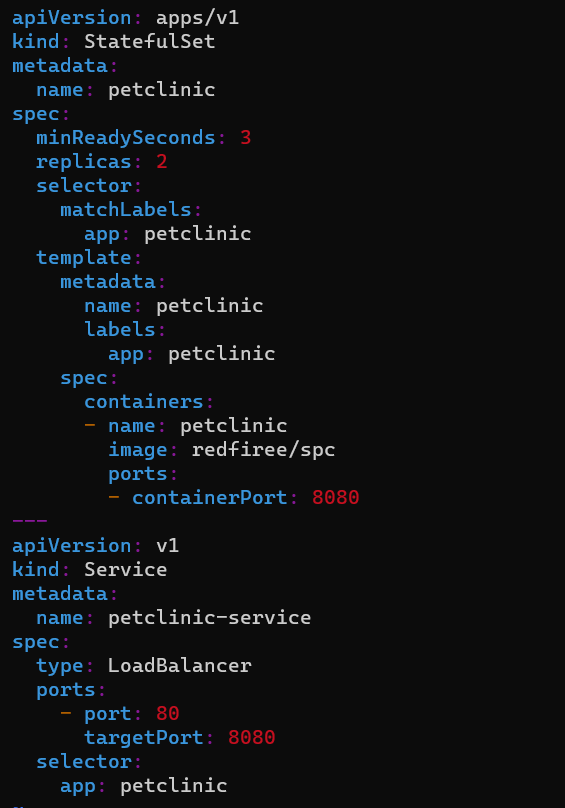 apiVersion: apps/v1
kind: StatefulSet
metadata:
  name: petclinic
spec:
  minReadySeconds: 3
  replicas: 2
  selector:
    matchLabels:
      app: petclinic
  template:
    metadata:
      name: petclinic
      labels:
        app: petclinic
    spec:
      containers:
      - name: petclinic
        image: redfiree/spc
        ports:
        - containerPort: 8080
---
apiVersion: v1
kind: Service
metadata:
  name: petclinic-service
spec:
  type: LoadBalancer
  ports:
    - port: 80
      targetPort: 8080
  selector:
    app: petclinic